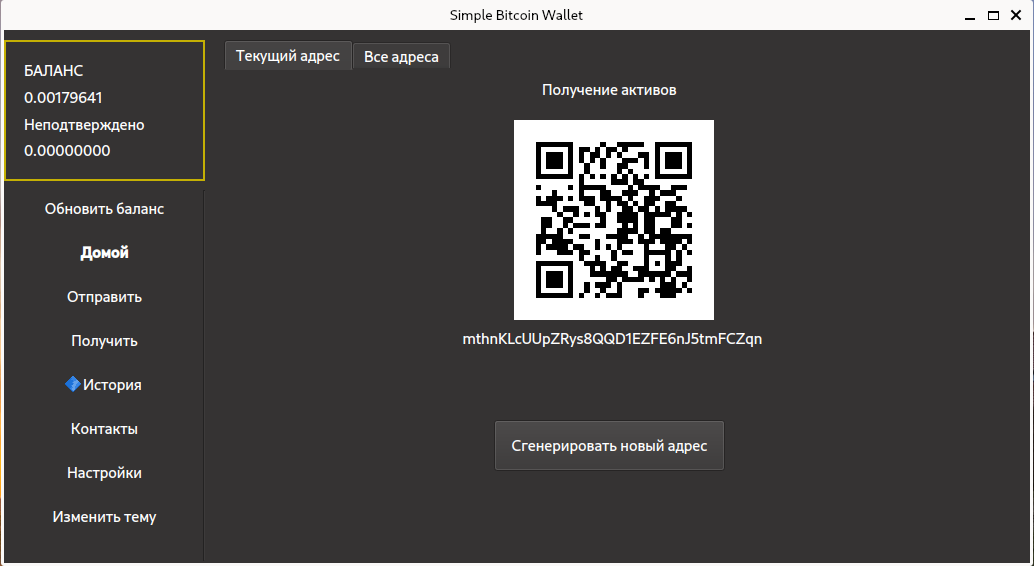 Simple Bitcoin Wallet
БАЛАНС
0.00179641
Неподтверждено
0.00000000
Обновить баланс
Домой
Отправить
Получить
История
Контакты
Настройки
Изменить тему
Текущий адрес
Все адреса
Получение активов
mthnKLcUUpZRys8QQD1EZFE6nJ5tmFCZqn
Сгенерировать новый адрес